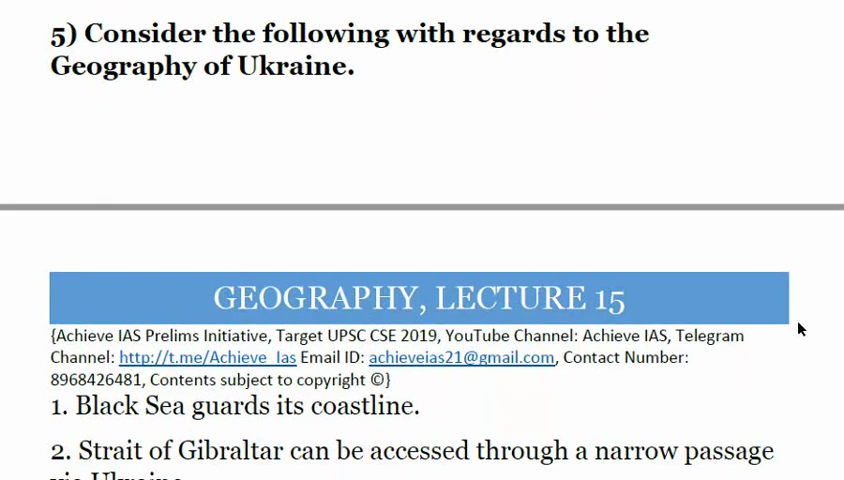 5) Consider the following with regards to the
Geography of Ukraine.
GEOGRAPHY, LECTURE 15
{Achieve IAS Prelims Initiative, Target UPSC CSE 2019, YouTube Channel: Achieve IAS, Telegram
Channel: http://t.me/Achieve_Ias Email ID: achieveias21@gmail.com, Contact Number:
8968426481, Contents subject to copyright ©}
1. Black Sea guards its coastline.
2. Strait of Gibraltar can be accessed through a narrow passage
via Ukraine